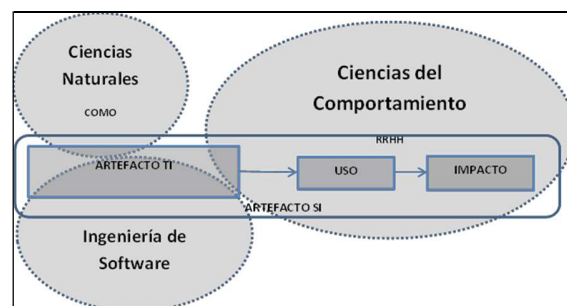 Ciencias
Naturales
COMO
Ciencias del
Comportamiento
RRHH
ARTEFACTO TI
USO
IMPACTO
ARTEFACTO SI
Ingeniería de
Software